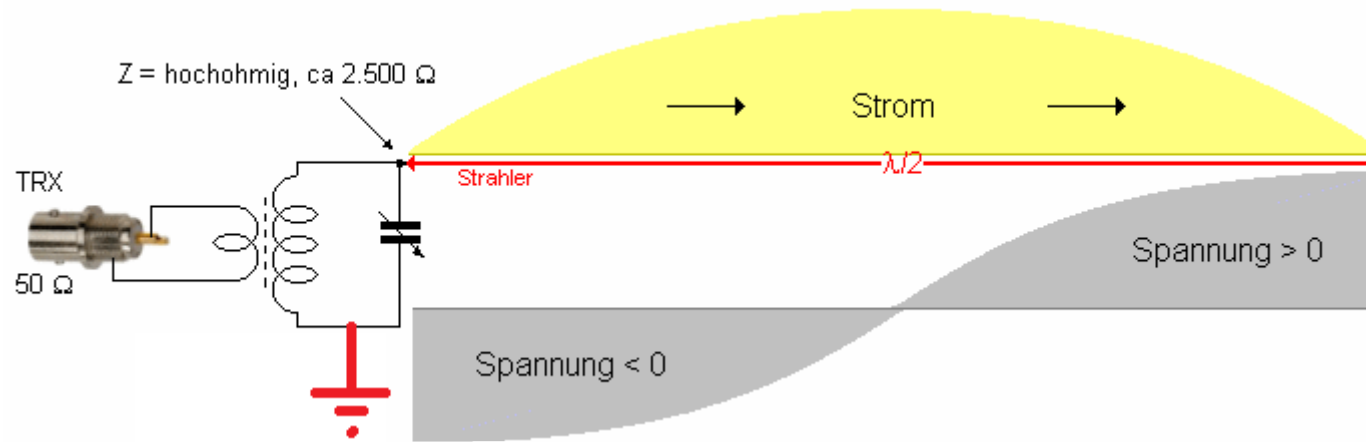 Z = hochohmig, ca 2.500 Ω
Strom
λ/2
Strahler
TRX
50 Ω
Spannung > 0
Spannung < 0